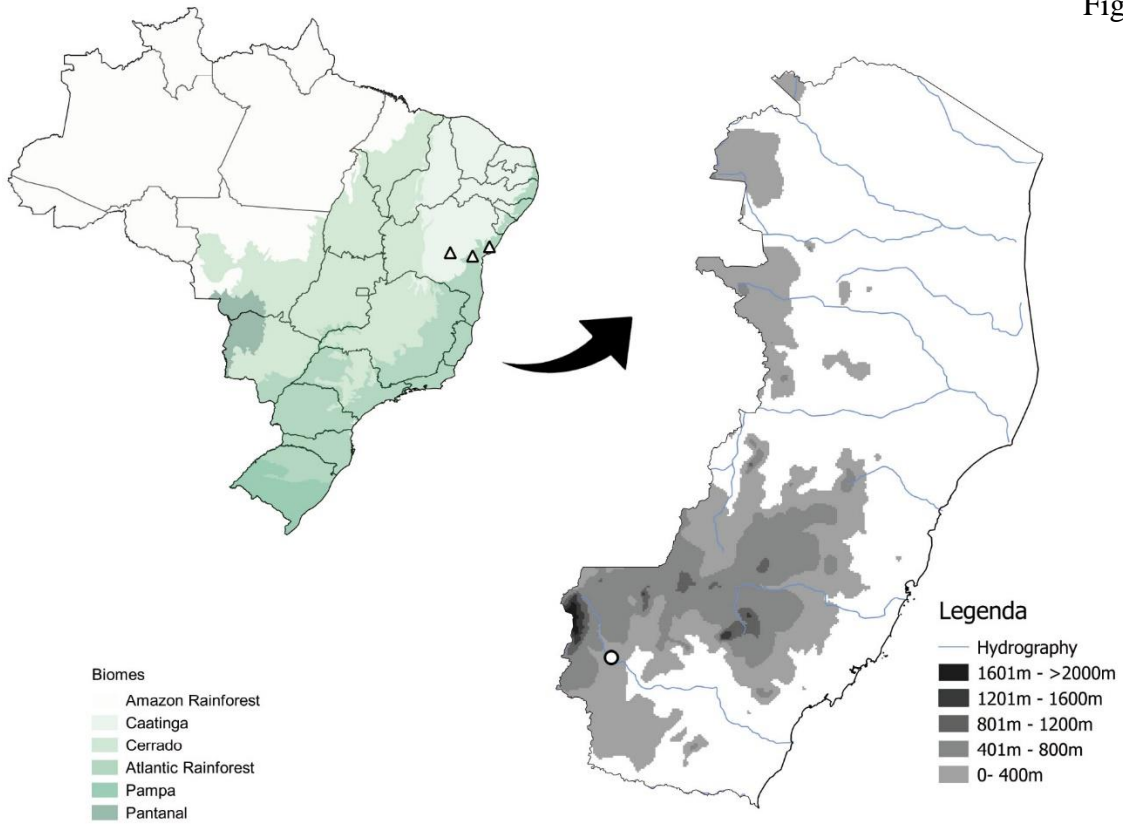 Fig
Biomes
Amazon Rainforest
Caatinga
Cerrado
Atlantic Rainforest
Pampa
Pantanal
Legenda
Hydrography
1601m - >2000m
1201m - 1600m
801m - 1200m
401m - 800m
0- 400m